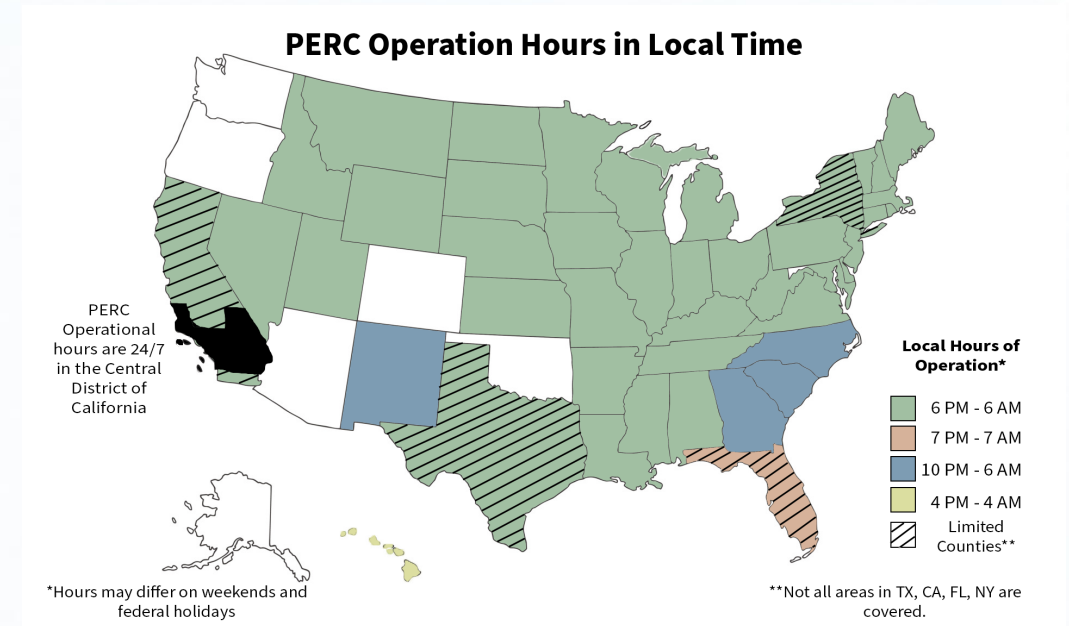 PERC Operation Hours in Local Time
PERC
Operational
hours are 24/7
in the Central
District of
California
Local Hours of
Operation*
6 PM - 6 AM
7 PM - 7 AM
10 PM - 6 AM
4 PM - 4 AM
Limited
Counties**
*Hours may differ on weekends and
federal holidays
**Not all areas in TX, CA, FL, NY are
covered.